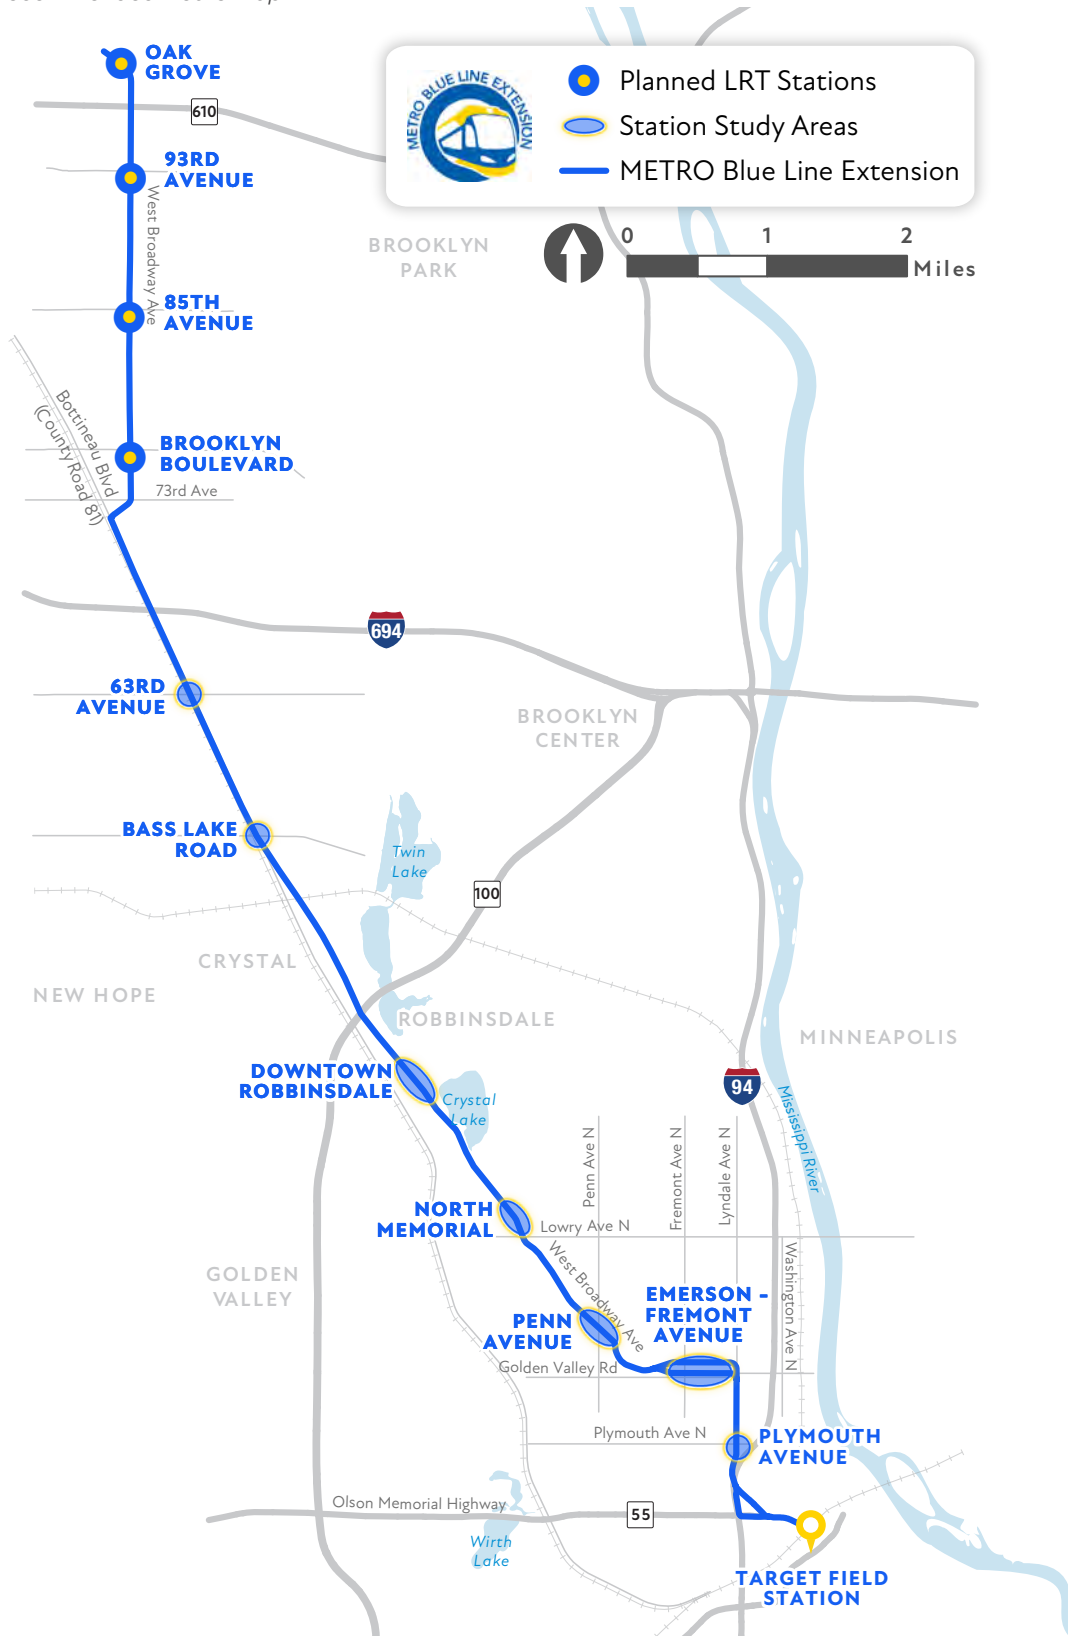 OAK
GROVE
METRO BLUE LINE EXTENSION
Planned LRT Stations
Station Study Areas
METRO Blue Line Extension
610
93RD
AVENUE
West Broadway Ave
BROOKLYN
PARK
0 1 2
Miles
85TH
AVENUE
Bottineau Blvd
(County Road 81)
BROOKLYN
BOULEVARD
73rd Ave
694
63RD
AVENUE
BROOKLYN
CENTER
BASS LAKE
ROAD
Twin
Lake
100
CRYSTAL
NEW HOPE
ROBBINSDALE
MINNEAPOLIS
DOWNTOWN
ROBBINSDALE
Crystal
Lake
94
Mississippi River
Penn Ave N
Fremont Ave N
Lyndale Ave N
NORTH
MEMORIAL
Lowry Ave N
West Broadway Ave
Washington Ave N
GOLDEN
VALLEY
EMERSON -
FREMONT
AVENUE
PENN
AVENUE
Golden Valley Rd
Plymouth Ave N
PLYMOUTH
AVENUE
Olson Memorial Highway
55
Wirth
Lake
TARGET FIELD
STATION